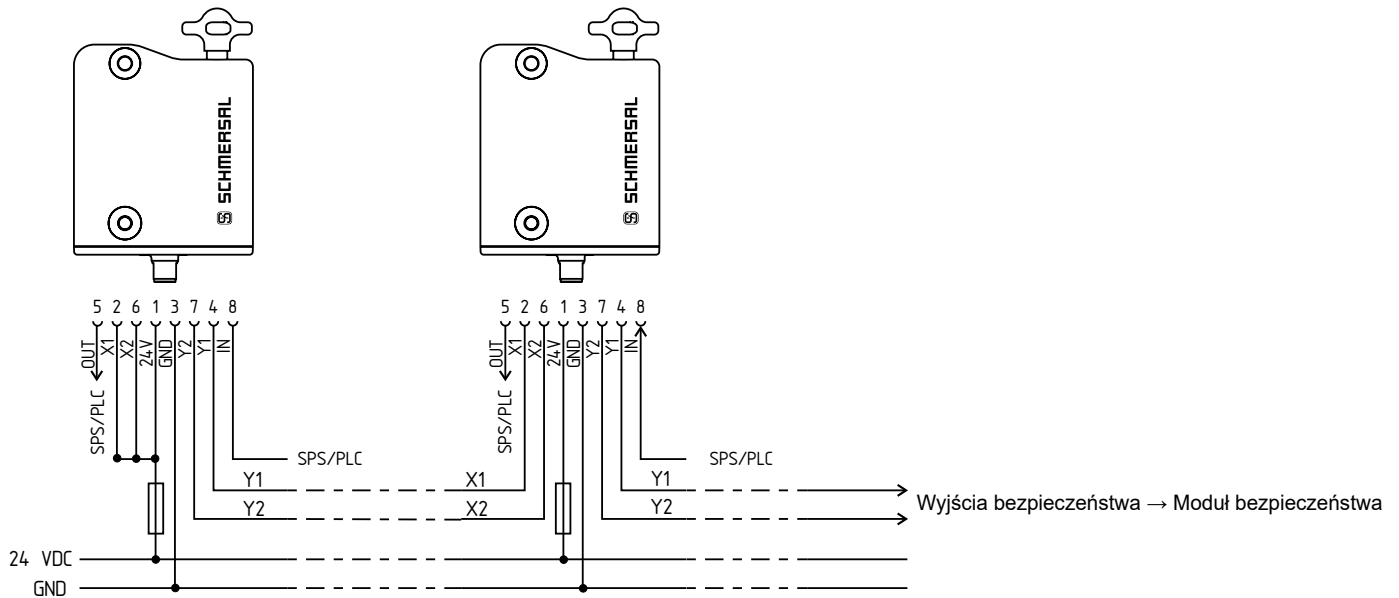 SCHMERSAL
SCHMERSAL
5 2 6 1 3 7 4 8
OUT X1 X2 24V GND Y2 Y1 IN
SPS/PLC
5 2 6 1 3 7 4 8
OUT X1 X2 24V GND Y2 Y1 IN
SPS/PLC
SPS/PLC
SPS/PLC
Y1
X1
Y1
Y2
X2
Y2
Wyjścia bezpieczeństwa → Moduł bezpieczeństwa
24 VDC
GND